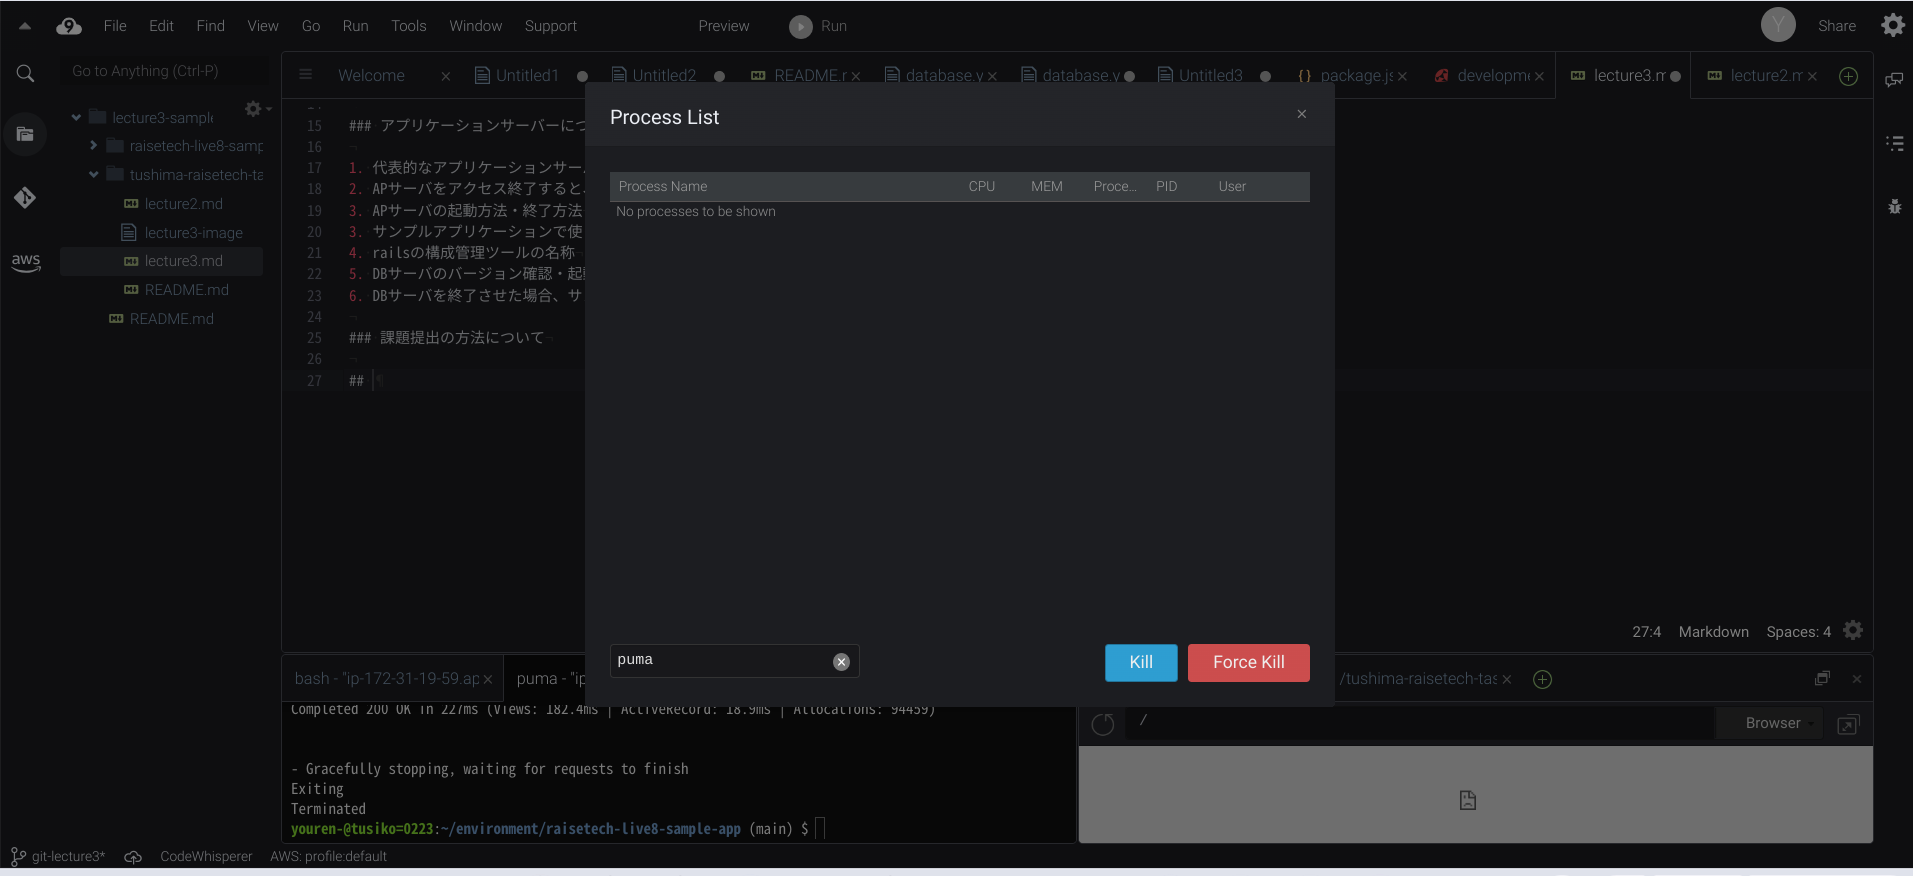 File Edit Find View Go Run Tools Window Support Preview Run Y Share
Go to Anything (Ctrl-P)
Welcome Untitled1 Untitled2 README.r database.y database.y Untitled3 package.js developme lecture3.m lecture2.m
lecture3-sample
raisetech-live8-samp
tushima-raisetech-ta
lecture2.md
lecture3-image
lecture3.md
README.md
README.md
aws
15 ### アプリケーションサーバーにつ
16
17 1. 代表的なアプリケーションサー
18 2. APサーバをアクセス終了すると
19 3. APサーバの起動方法・終了方法
20 3. サンプルアプリケーションで使
21 4. railsの構成管理ツールの名称
22 5. DBサーバのバージョン確認・起
23 6. DBサーバを終了させた場合、サ
24
25 ### 課題提出の方法について
26
27 ##
Process List
Process Name CPU MEM Proce... PID User
No processes to be shown
puma
Kill Force Kill
27:4 Markdown Spaces: 4
bash - "ip-172-31-19-59.ap puma - "ip /tushima-raisetech-tas
Completed 200 OK in 227ms (Views: 182.4ms | ActiveRecord: 18.9ms | Allocations: 94459)
- Gracefully stopping, waiting for requests to finish
Exiting
Terminated
youren-@tusiko=0223:~/environment/raisetech-live8-sample-app (main) $
/ Browser
git-lecture3* CodeWhisperer AWS: profile:default